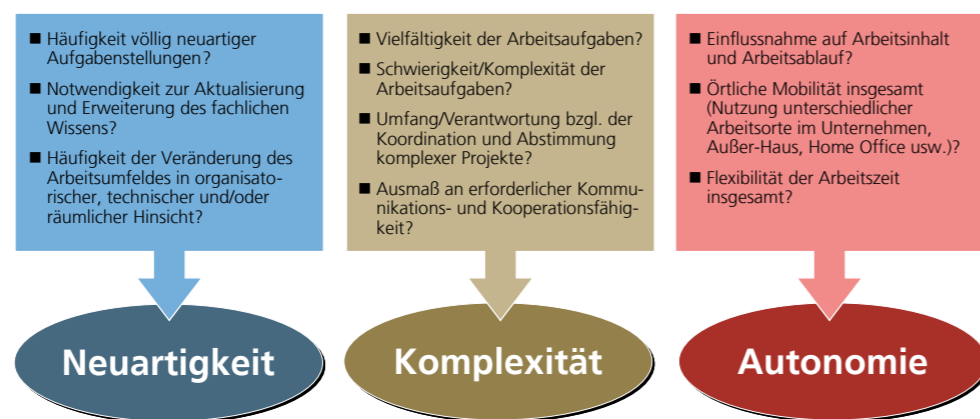 ■ Häufigkeit völlig neuartiger
Aufgabenstellungen?
■ Notwendigkeit zur Aktualisierung
und Erweiterung des fachlichen
Wissens?
■ Häufigkeit der Veränderung des
Arbeitsumfeldes in organisato-
rischer, technischer und/oder
räumlicher Hinsicht?
Neuartigkeit
■ Vielfältigkeit der Arbeitsaufgaben?
■ Schwierigkeit/Komplexität der
Arbeitsaufgaben?
■ Umfang/Verantwortung bzgl. der
Koordination und Abstimmung
komplexer Projekte?
■ Ausmaß an erforderlicher Kommu-
nikations- und Kooperationsfähig-
keit?
Komplexität
■ Einflussnahme auf Arbeitsinhalt
und Arbeitsablauf?
■ Örtliche Mobilität insgesamt
(Nutzung unterschiedlicher
Arbeitsorte im Unternehmen,
Außer-Haus, Home Office usw.)?
■ Flexibilität der Arbeitszeit
insgesamt?
Autonomie